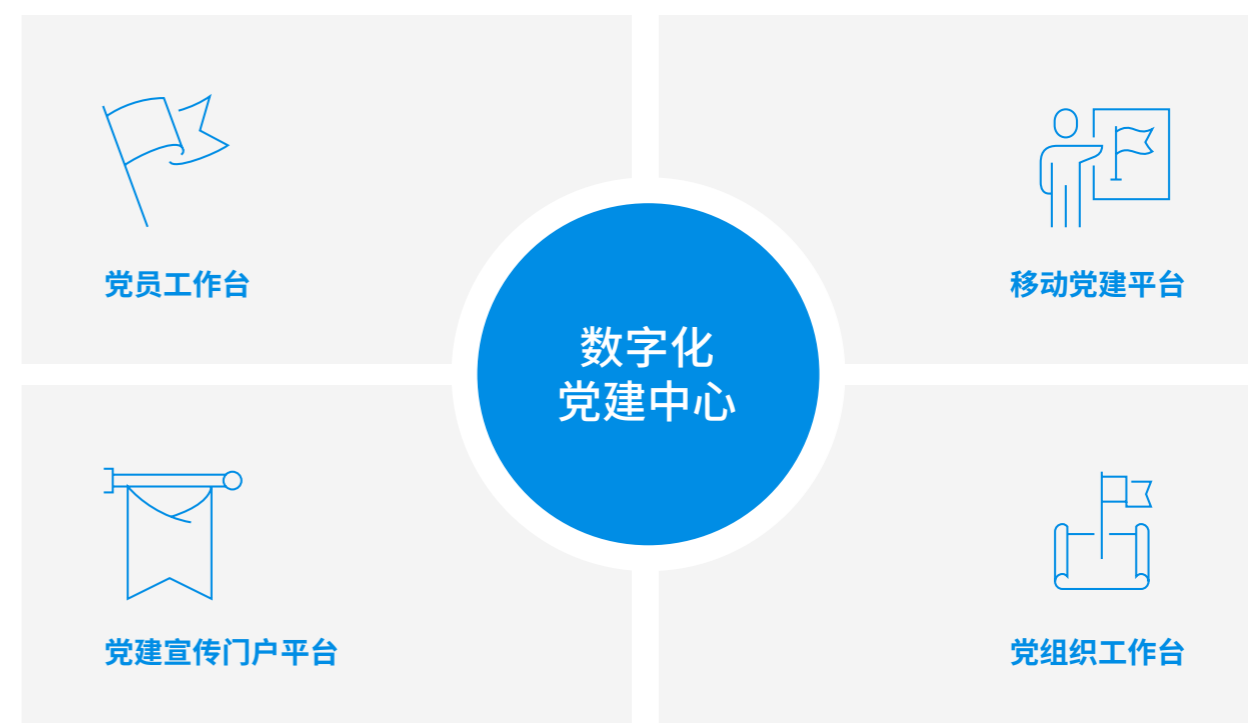 党员工作台
移动党建平台
数字化
党建中心
党建宣传门户平台
党组织工作台